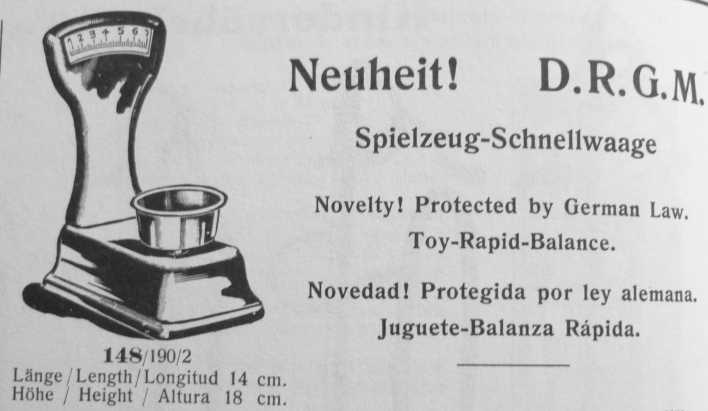 1 2 3 4 5 6 7
Neuheit! D.R.G.M.
Spielzeug-Schnellwaage
Novelty! Protected by German Law.
Toy-Rapid-Balance.
Novedad! Protegida por ley alemana.
Juguete-Balanza Rápida.
148/190/2
Länge/Length/Longitud 14 cm.
Höhe / Height / Altura 18 cm.